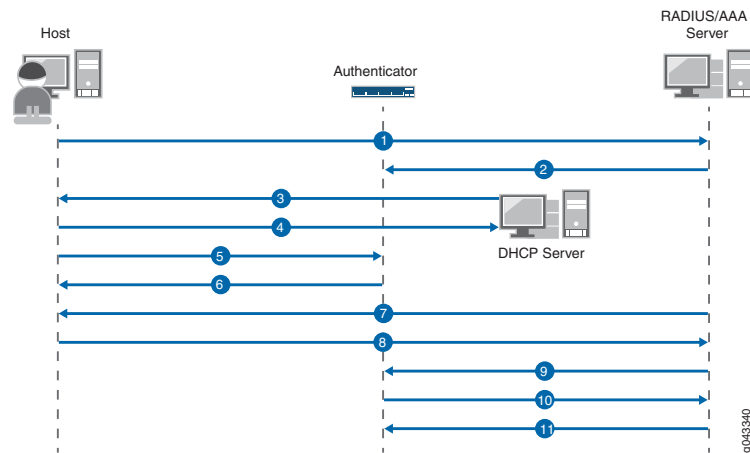 Host
Authenticator
RADIUS/AAA
Server
1
2
3
4
DHCP Server
5
6
7
8
9
10
11
g043340